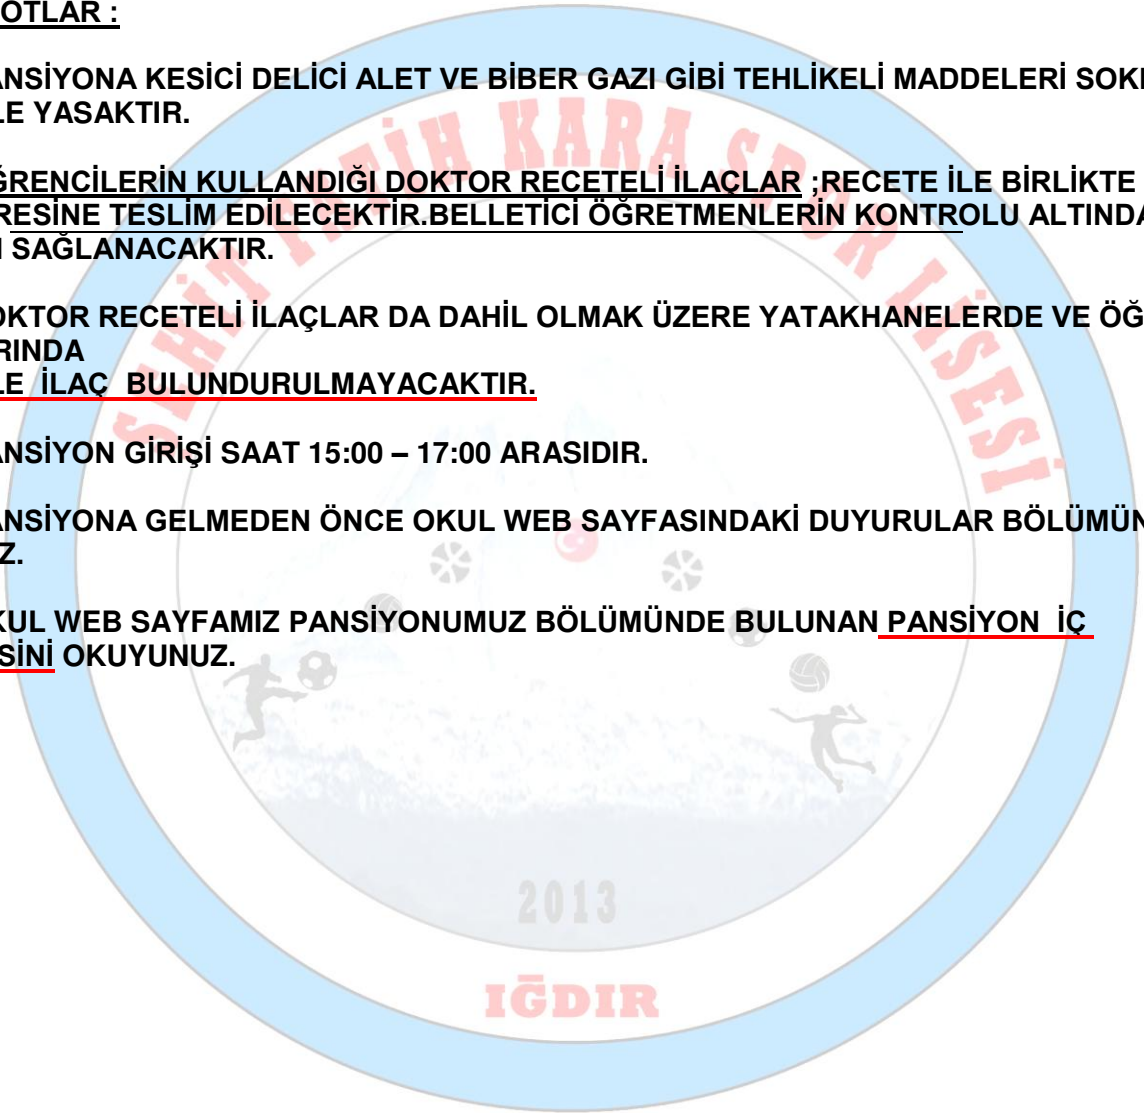 OTLAR :
ANSİYONA KESİCİ DELİCİ ALET VE BİBER GAZI GİBİ TEHLİKELİ MADDELERİ SOK
LE YASAKTIR.
ĞRENCİLERİN KULLANDIĞI DOKTOR RECETELİ İLAÇLAR ;RECETE İLE BİRLİKTE
RESİNE TESLİM EDİLECEKTİR.BELLETİCİ ÖĞRETMENLERİN KONTROLU ALTINDA
SAĞLANACAKTIR.
OKTOR RECETELİ İLAÇLAR DA DAHİL OLMAK ÜZERE YATAKHANELERDE VE ÖĞ
ARINDA
LE İLAÇ BULUNDURULMAYACAKTIR.
ANSİYON GİRİŞİ SAAT 15:00 – 17:00 ARASIDIR.
ANSİYONA GELMEDEN ÖNCE OKUL WEB SAYFASINDAKİ DUYURULAR BÖLÜMÜN
Z.
KUL WEB SAYFAMIZ PANSİYONUMUZ BÖLÜMÜNDE BULUNAN PANSİYON İÇ
SİNİ OKUYUNUZ.
ŞEHİT FATİH KARA SPOR LİSESİ
2013
IĞDIR